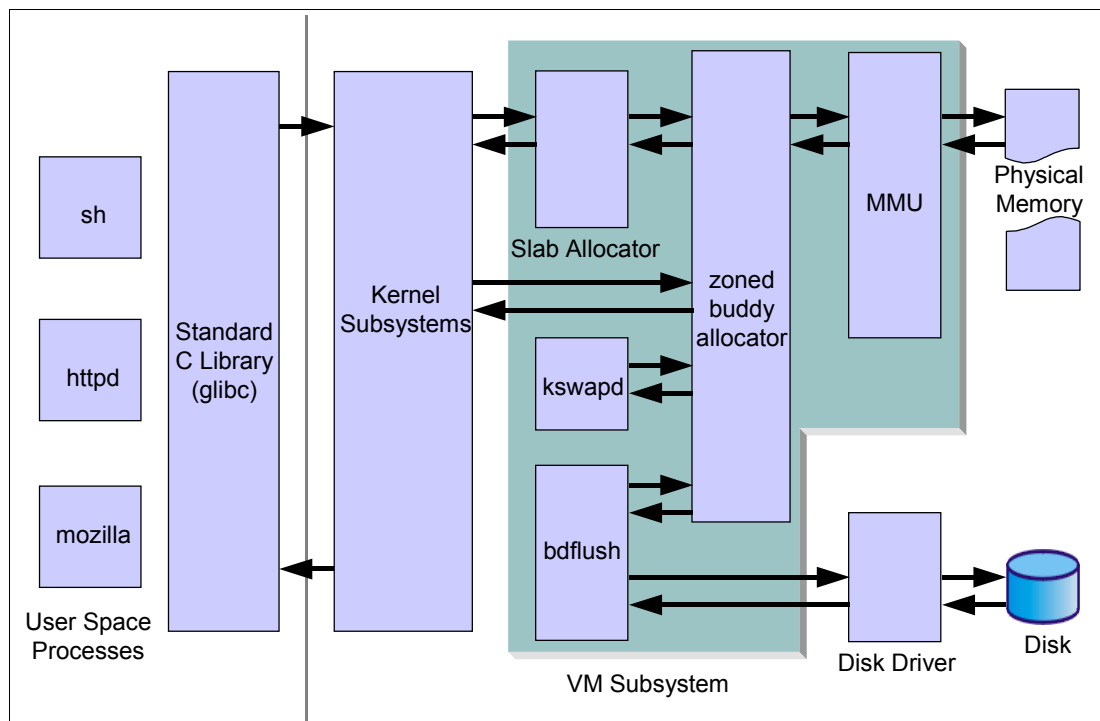 sh
httpd
mozilla
User Space
Processes
Standard
C Library
(glibc)
Kernel
Subsystems
Slab Allocator
kswapd
bdflush
zoned
buddy
allocator
MMU
Physical
Memory
VM Subsystem
Disk Driver
Disk